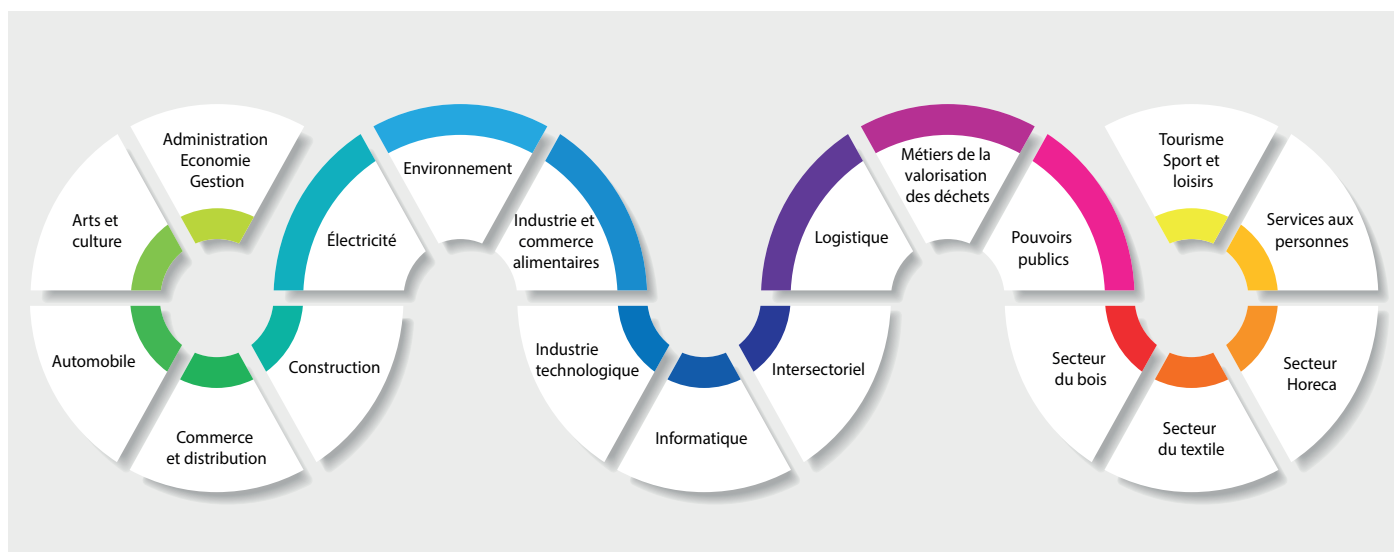 Administration
Economie
Gestion
Arts et
culture
Automobile
Commerce
et distribution
Construction
Électricité
Environnement
Industrie et
commerce
alimentaires
Industrie
technologique
Informatique
Intersectoriel
Logistique
Métiers de la
valorisation
des déchets
Pouvoirs
publics
Secteur
du bois
Secteur
du textile
Secteur
Horeca
Services aux
personnes
Tourisme
Sport et
loisirs